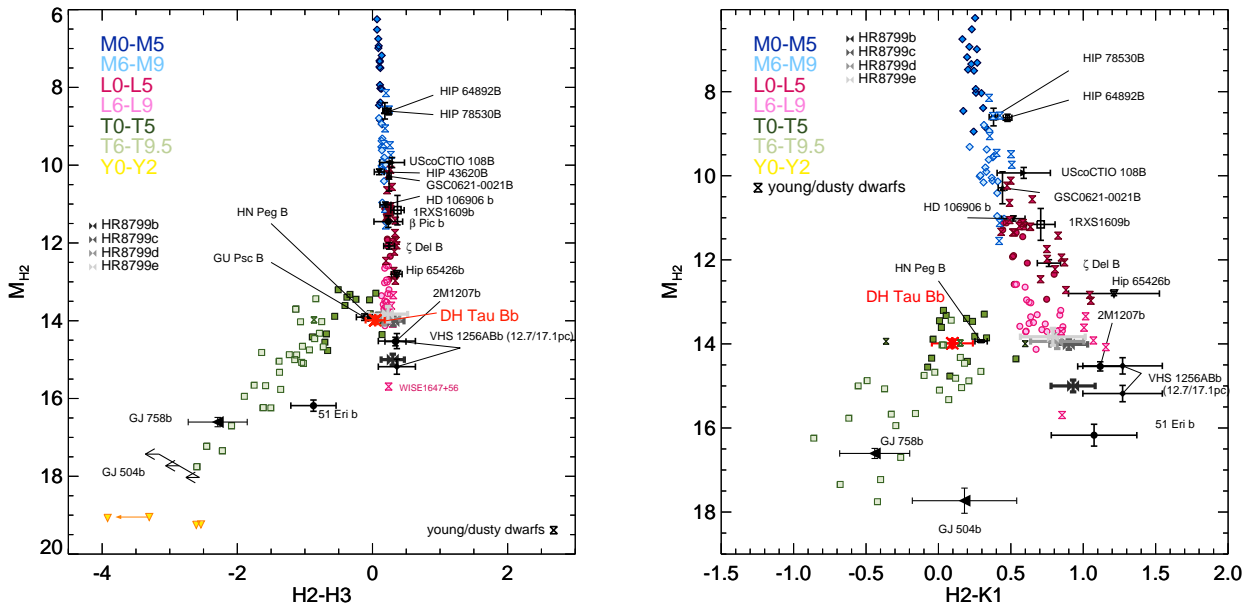 M0-M5
M6-M9
L0-L5
L6-L9
T0-T5
T6-T9.5
Y0-Y2
HR8799b
HR8799c
HR8799d
HR8799e
HN Peg B
GU Psc B
HIP 64892B
HIP 78530B
UScoCTIO 108B
HIP 43620B
GSC0621-0021B
HD 106906 b
1RXS1609b
β Pic b
ζ Del B
Hip 65426b
2M1207b
DH Tau Bb
VHS 1256ABb (12.7/17.1pc)
WISE1647+56
51 Eri b
GJ 758b
GJ 504b
young/dusty dwarfs
6
8
10
12
14
16
18
20
MH2
-4
-2
0
2
H2-H3
M0-M5
M6-M9
L0-L5
L6-L9
T0-T5
T6-T9.5
Y0-Y2
young/dusty dwarfs
HR8799b
HR8799c
HR8799d
HR8799e
HIP 78530B
HIP 64892B
UScoCTIO 108B
GSC0621-0021B
HD 106906 b
1RXS1609b
HN Peg B
ζ Del B
Hip 65426b
DH Tau Bb
2M1207b
VHS 1256ABb
(12.7/17.1pc)
51 Eri b
GJ 758b
GJ 504b
8
10
12
14
16
18
MH2
-1.5
-1.0
-0.5
0.0
0.5
1.0
1.5
2.0
H2-K1